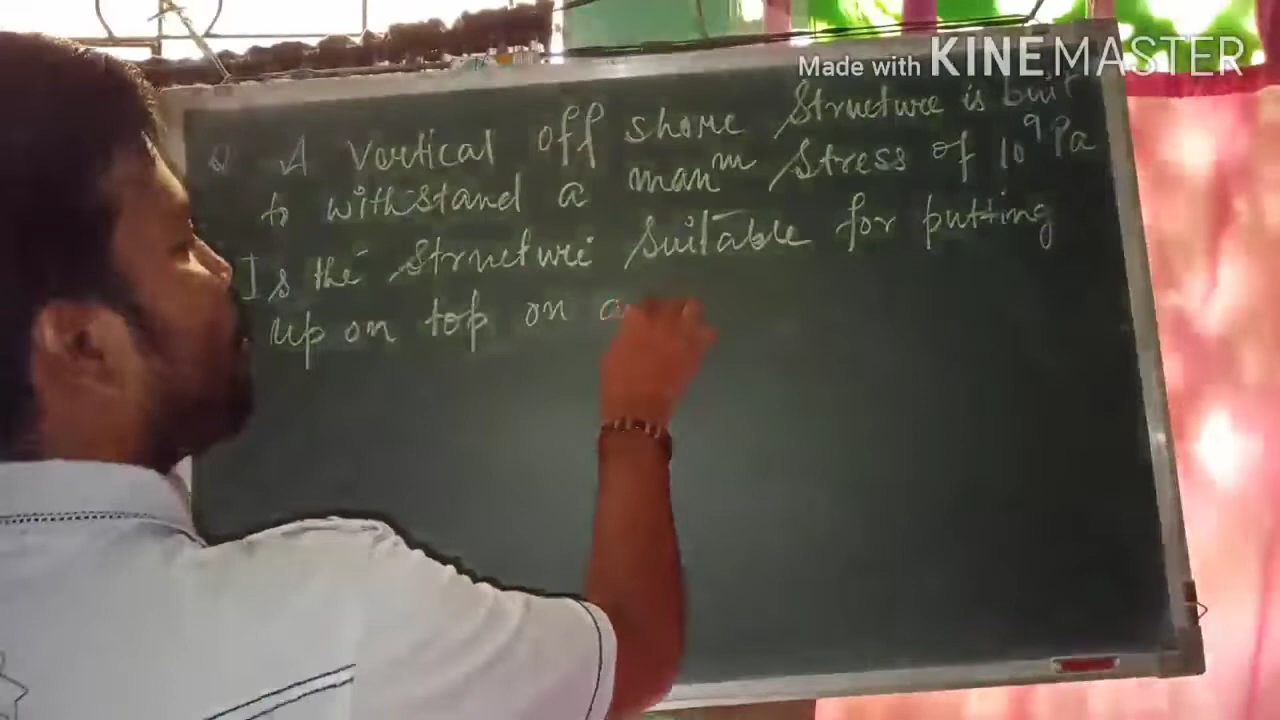 Made with KINEMASTER
Q A Vertical off shore Structure is built
to withstand a maxm Stress of 10⁹ Pa
Is the Structure Suitable for putting
up on top on a